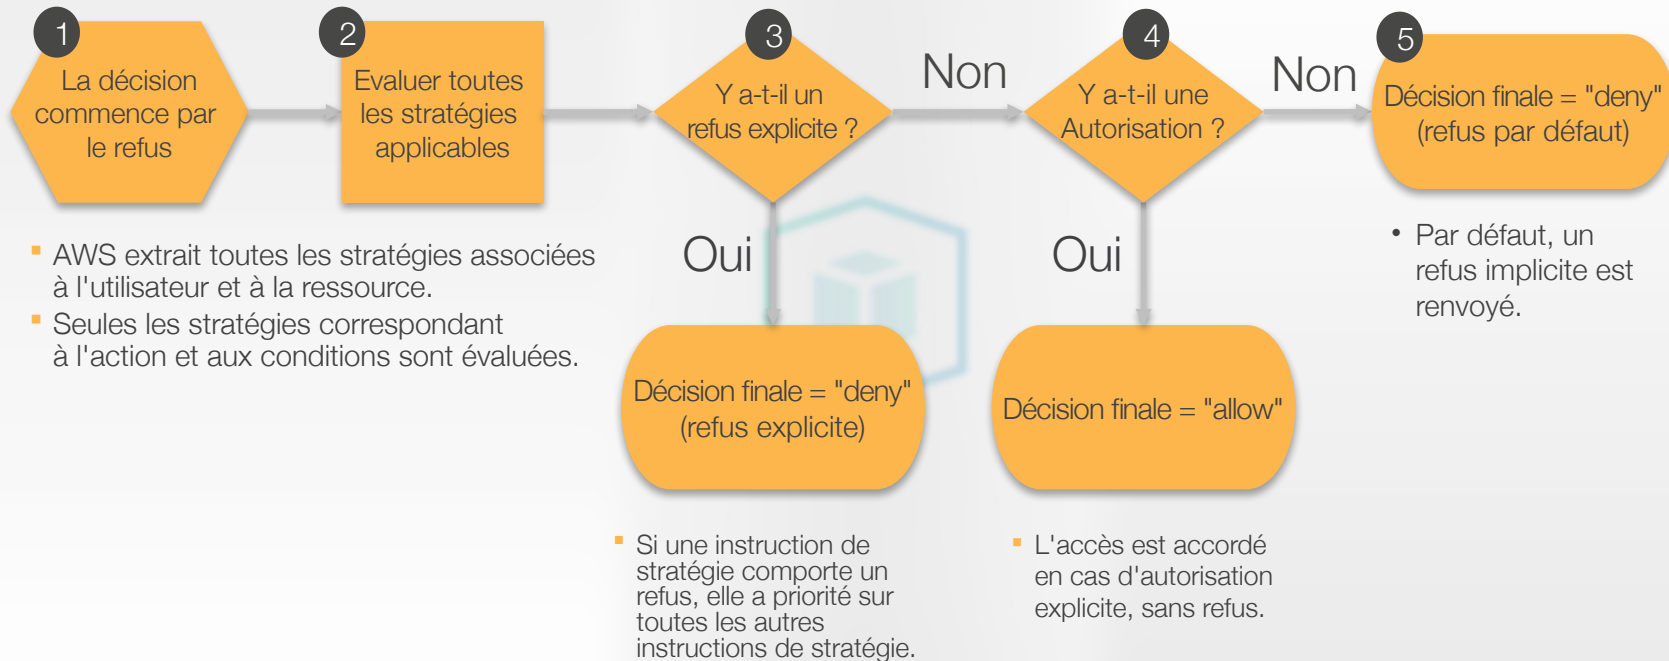 1
La décision
commence par
le refus
2
Evaluer toutes
les stratégies
applicables
3
Y a-t-il un
refus explicite ?
Non
4
Y a-t-il une
Autorisation ?
Non
5
Décision finale = "deny"
(refus par défaut)
▪ AWS extrait toutes les stratégies associées
à l'utilisateur et à la ressource.
▪ Seules les stratégies correspondant
à l'action et aux conditions sont évaluées.
Oui
Oui
• Par défaut, un
refus implicite est
renvoyé.
Décision finale = "deny"
(refus explicite)
Décision finale = "allow"
▪ Si une instruction de
stratégie comporte un
refus, elle a priorité sur
toutes les autres
instructions de stratégie.
▪ L'accès est accordé
en cas d'autorisation
explicite, sans refus.